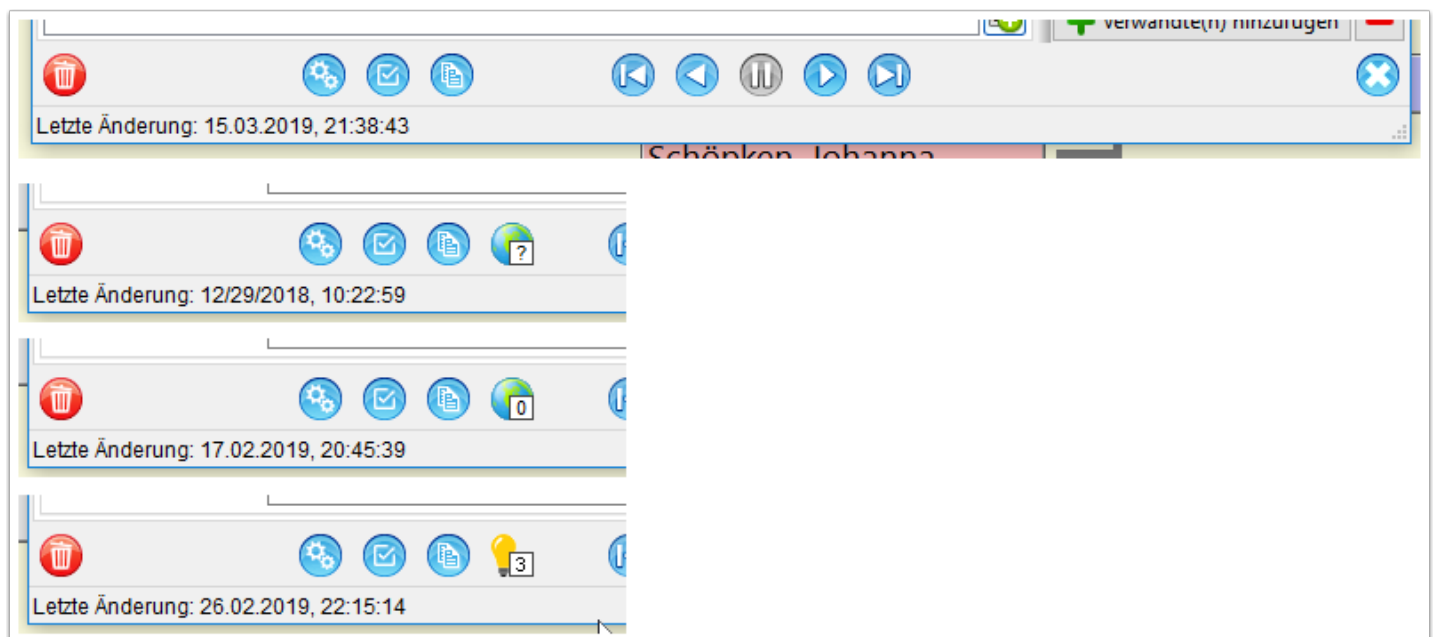 Verwandte(n) hinzufügen
Letzte Änderung: 15.03.2019, 21:38:43
Schöpken, Johanna
?
Letzte Änderung: 12/29/2018, 10:22:59
0
Letzte Änderung: 17.02.2019, 20:45:39
3
Letzte Änderung: 26.02.2019, 22:15:14